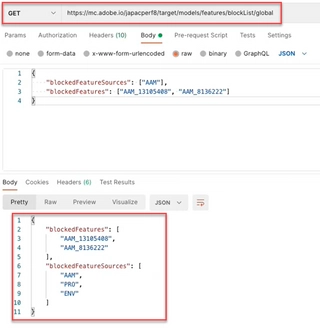 GET https://mc.adobe.io/japacperf8/target/models/features/blockList/global
Params Authorization Headers (10) Body Pre-request Script Tests Settings
none form-data x-www-form-urlencoded raw binary GraphQL JSON
1 {
2 "blockedFeatureSources": ["AAM"],
3 "blockedFeatures": ["AAM_13105408", "AAM_8136222"]
4 }
Body Cookies Headers (6) Test Results
Pretty Raw Preview Visualize JSON
1 {
2 "blockedFeatures": [
3 "AAM_13105408",
4 "AAM_8136222"
5 ],
6 "blockedFeatureSources": [
7 "AAM",
8 "PRO",
9 "ENV"
10 ]
11 }